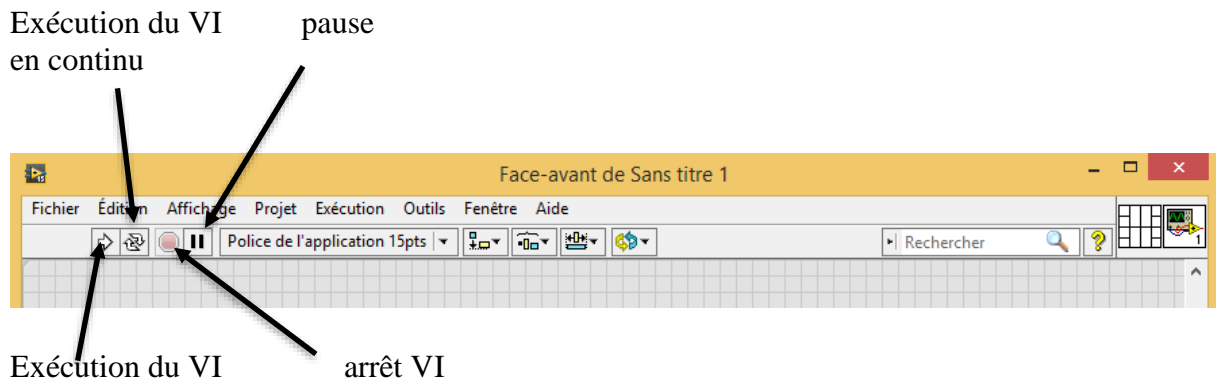 Exécution du VI pause
en continu
Face-avant de Sans titre 1
Fichier Édition Affichage Projet Exécution Outils Fenêtre Aide
Police de l'application 15pts Rechercher ? 1
Exécution du VI arrêt VI